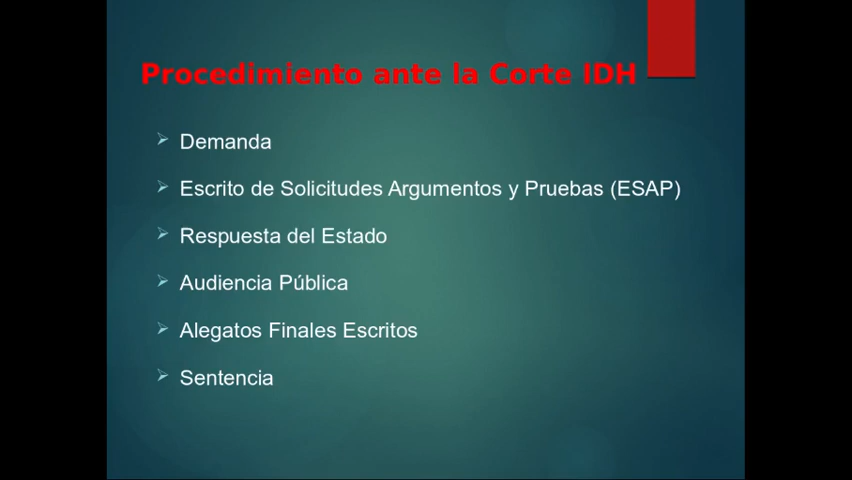 Procedimiento ante la Corte IDH
Demanda
Escrito de Solicitudes Argumentos y Pruebas (ESAP)
Respuesta del Estado
Audiencia Pública
Alegatos Finales Escritos
Sentencia